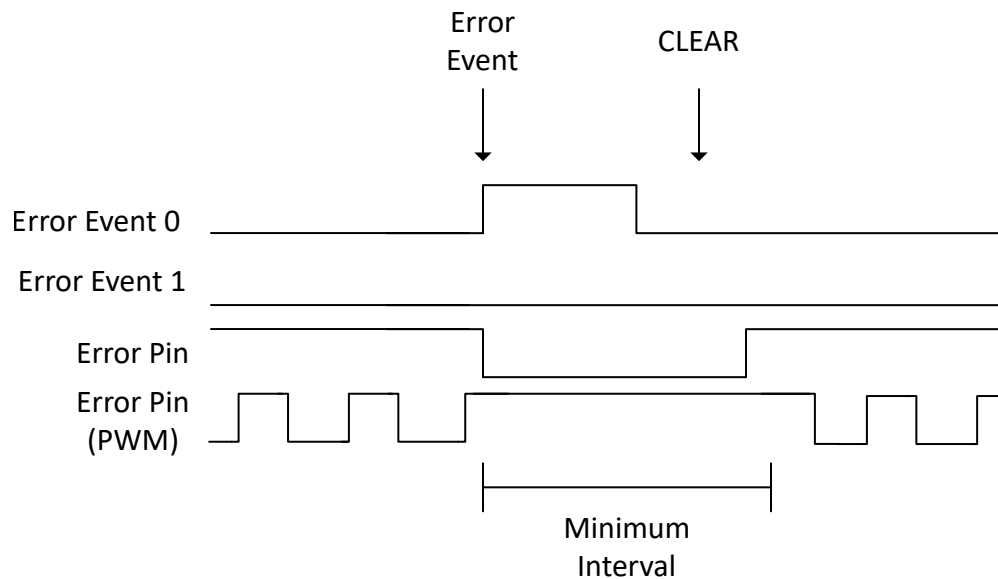 Error
Event
CLEAR
Error Event 0
Error Event 1
Error Pin
Error Pin
(PWM)
Minimum
Interval